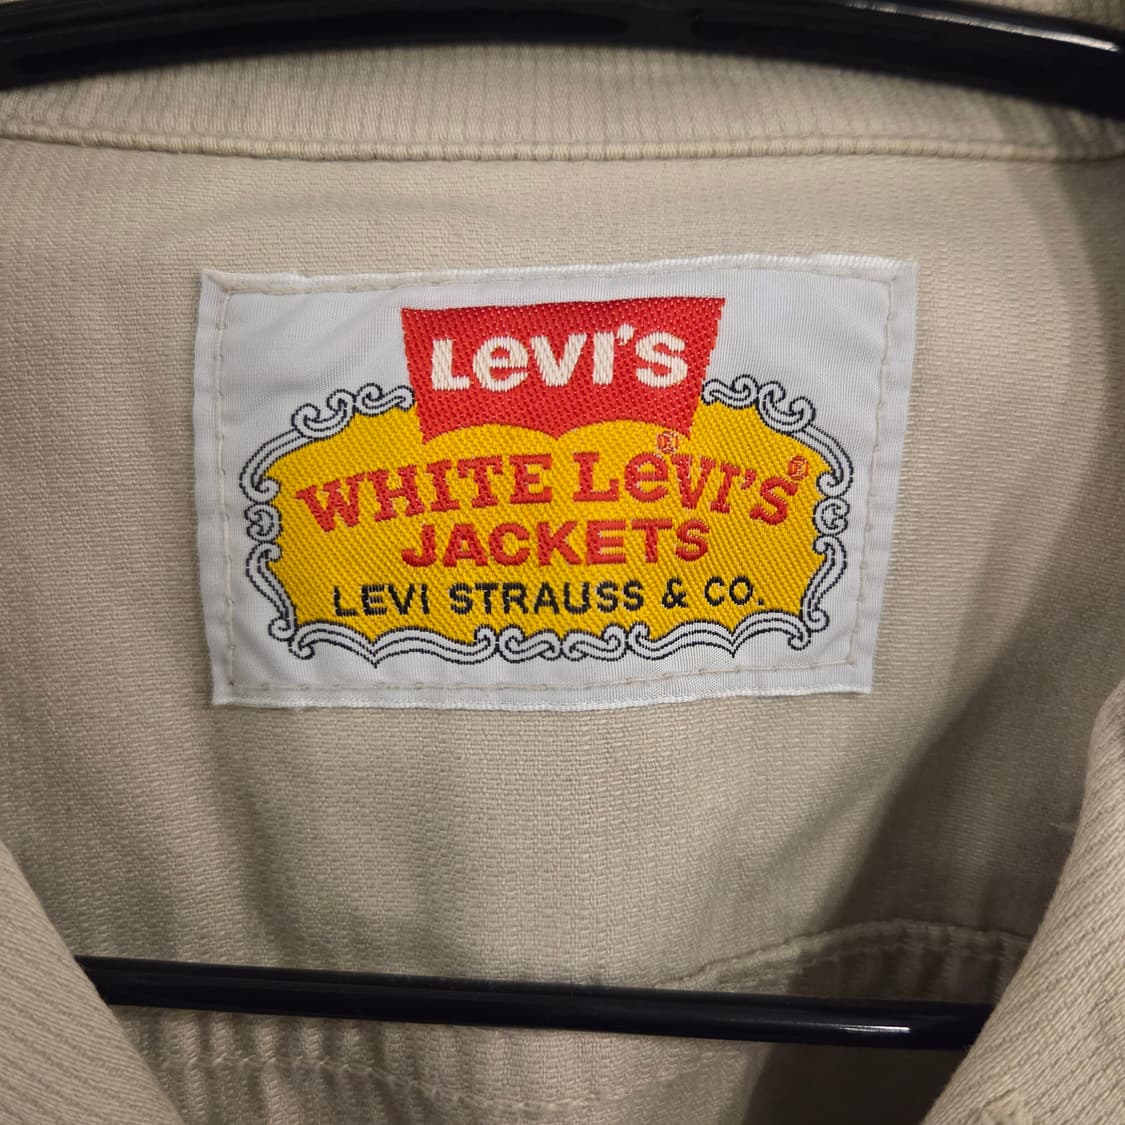 LEVI'S
WHITE LEVI'S®
JACKETS
LEVI STRAUSS & CO.